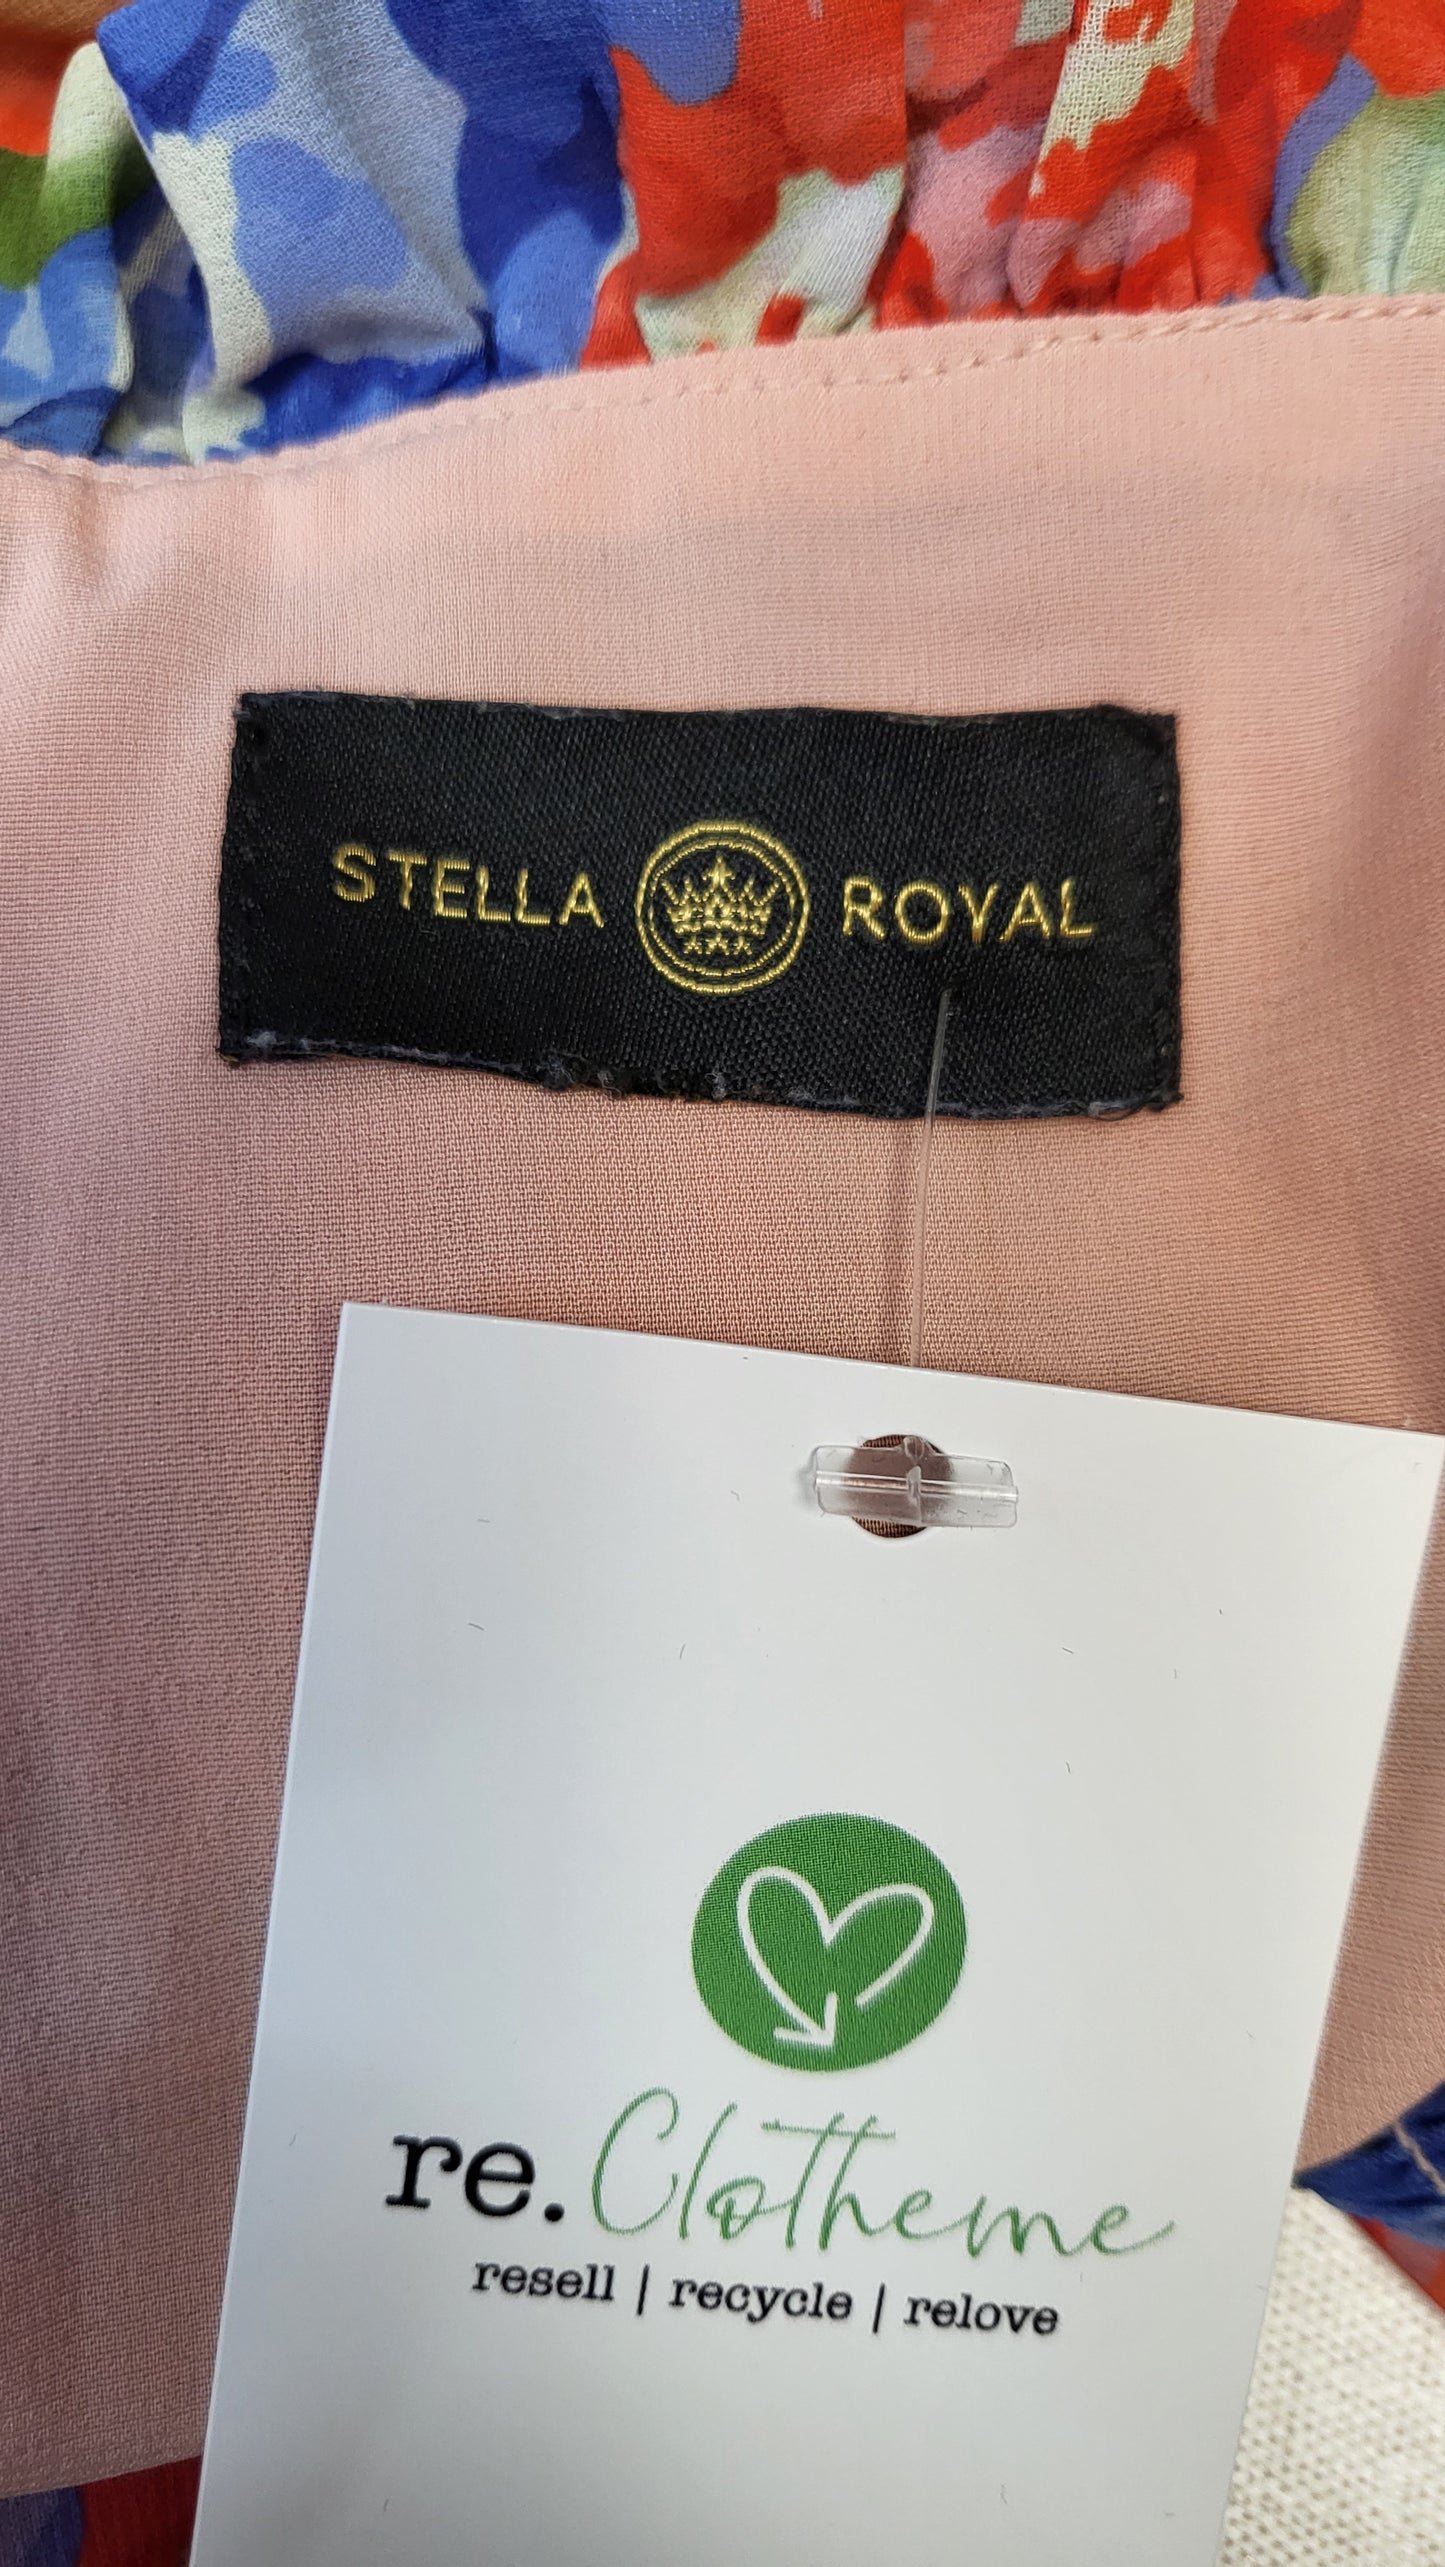 STELLA ROYAL
re.Clotheme
resell | recycle | relove